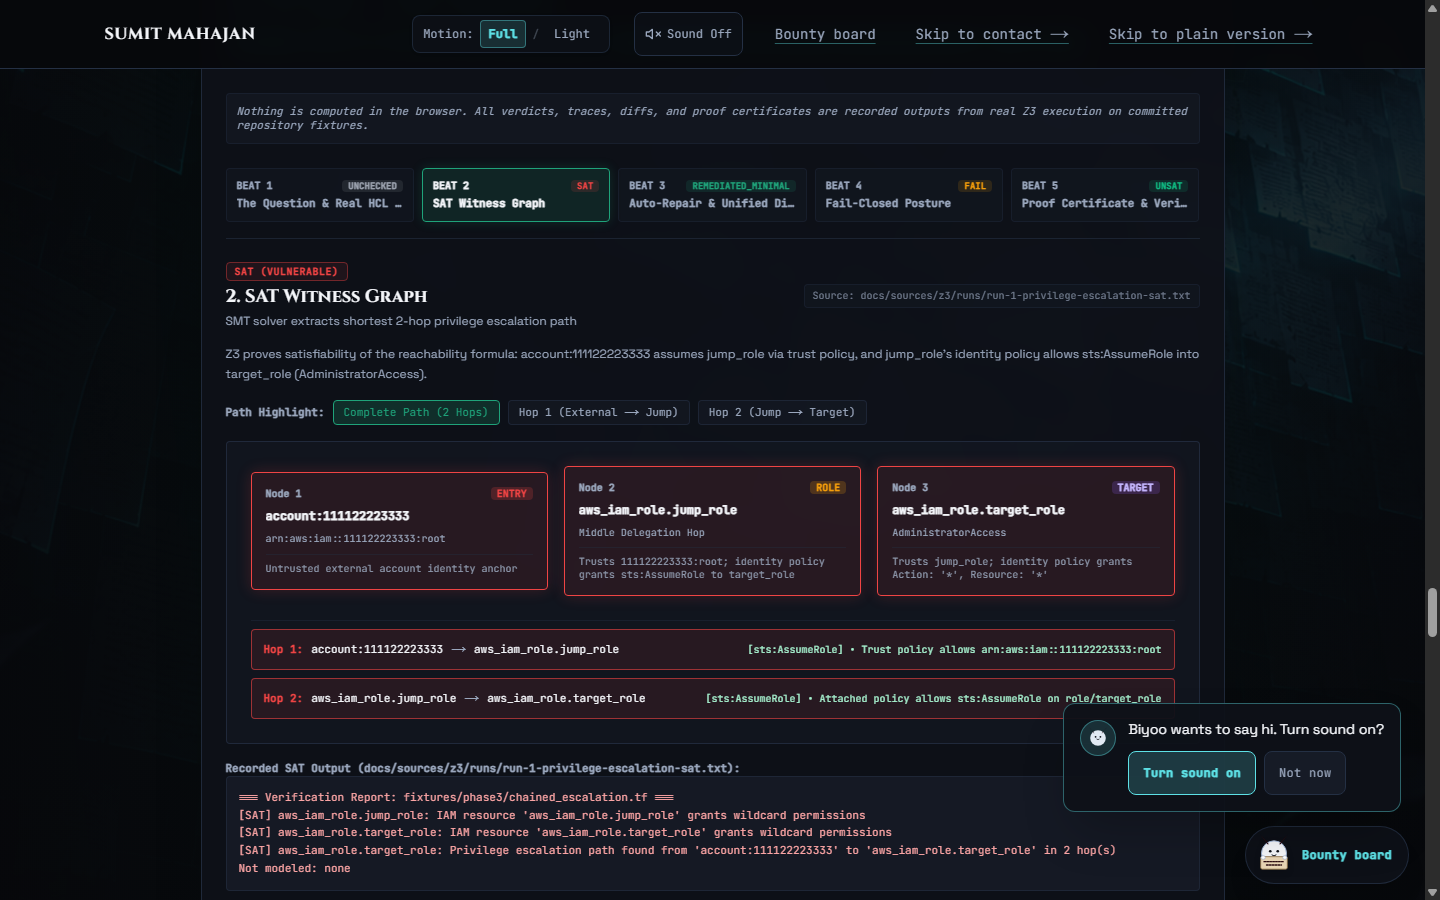 SUMIT MAHAJAN
Motion: Full / Light
Sound Off
Bounty board
Skip to contact →
Skip to plain version →
Nothing is computed in the browser. All verdicts, traces, diffs, and proof certificates are recorded outputs from real Z3 execution on committed
repository fixtures.
BEAT 1 UNCHECKED
The Question & Real HCL …
BEAT 2 SAT
SAT Witness Graph
BEAT 3 REMEDIATED_MINIMAL
Auto-Repair & Unified Di…
BEAT 4 FAIL
Fail-Closed Posture
BEAT 5 UNSAT
Proof Certificate & Veri…
SAT (VULNERABLE)
2. SAT Witness Graph
Source: docs/sources/z3/runs/run-1-privilege-escalation-sat.txt
SMT solver extracts shortest 2-hop privilege escalation path
Z3 proves satisfiability of the reachability formula: account:111122223333 assumes jump_role via trust policy, and jump_role's identity policy allows sts:AssumeRole into
target_role (AdministratorAccess).
Path Highlight: Complete Path (2 Hops) Hop 1 (External → Jump) Hop 2 (Jump → Target)
Node 1 ENTRY
account:111122223333
arn:aws:iam::111122223333:root
Untrusted external account identity anchor
Node 2 ROLE
aws_iam_role.jump_role
Middle Delegation Hop
Trusts 111122223333:root; identity policy
grants sts:AssumeRole to target_role
Node 3 TARGET
aws_iam_role.target_role
AdministratorAccess
Trusts jump_role; identity policy grants
Action: '*', Resource: '*'
Hop 1: account:111122223333 → aws_iam_role.jump_role [sts:AssumeRole] • Trust policy allows arn:aws:iam::111122223333:root
Hop 2: aws_iam_role.jump_role → aws_iam_role.target_role [sts:AssumeRole] • Attached policy allows sts:AssumeRole on role/target_role
Biyoo wants to say hi. Turn sound on?
Turn sound on
Not now
Recorded SAT Output (docs/sources/z3/runs/run-1-privilege-escalation-sat.txt):
=== Verification Report: fixtures/phase3/chained_escalation.tf ===
[SAT] aws_iam_role.jump_role: IAM resource 'aws_iam_role.jump_role' grants wildcard permissions
[SAT] aws_iam_role.target_role: IAM resource 'aws_iam_role.target_role' grants wildcard permissions
[SAT] aws_iam_role.target_role: Privilege escalation path found from 'account:111122223333' to 'aws_iam_role.target_role' in 2 hop(s)
Not modeled: none
Bounty board